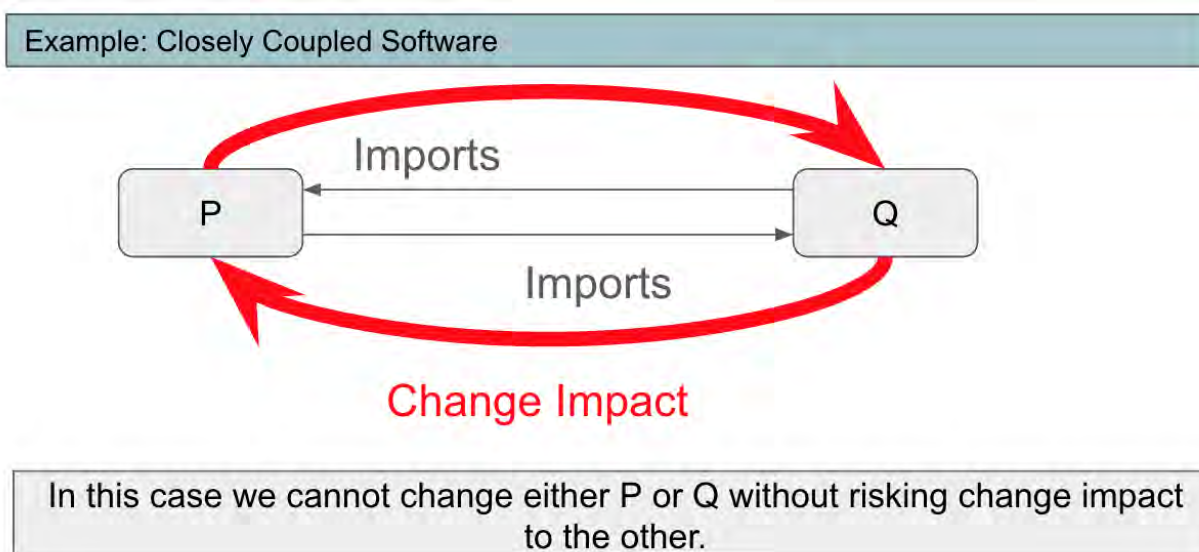 Example: Closely Coupled Software
Imports
P
Q
Imports
Change Impact
In this case we cannot change either P or Q without risking change impact
to the other.